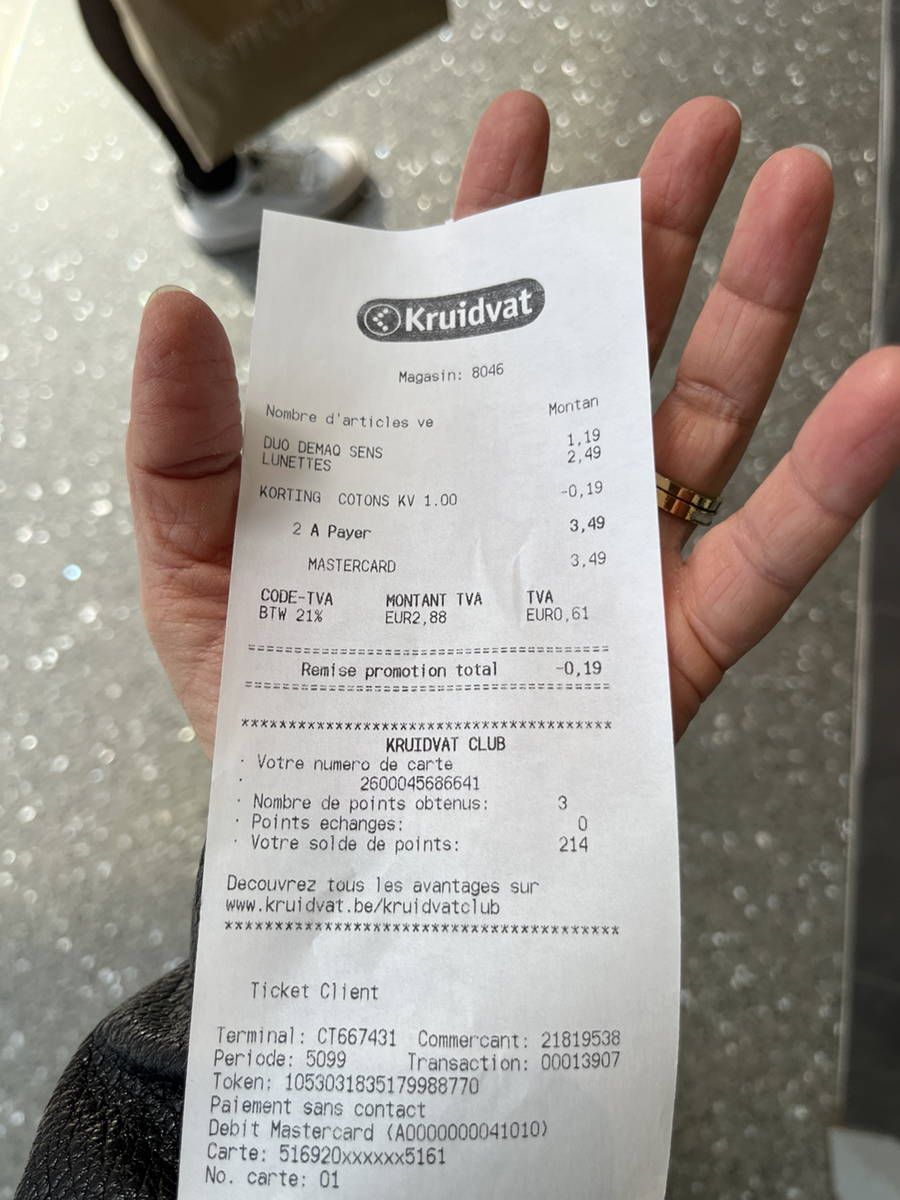 Kruidvat
Magasin: 8046
Nombre d'articles ve Montan
DUO DEMAQ SENS 1,19
LUNETTES 2,49
KORTING COTONS KV 1.00 -0,19
2 A Payer 3,49
MASTERCARD 3,49
CODE-TVA MONTANT TVA TVA
BTW 21% EUR2,88 EUR0,61
======================================
Remise promotion total -0,19
======================================
***************************************
KRUIDVAT CLUB
· Votre numero de carte
· 2600045686641
· Nombre de points obtenus: 3
· Points echanges: 0
· Votre solde de points: 214
Decouvrez tous les avantages sur
www.kruidvat.be/kruidvatclub
***************************************
Ticket Client
Terminal: CT667431 Commercant: 21819538
Periode: 5099 Transaction: 00013907
Token: 1053031835179988770
Paiement sans contact
Debit Mastercard (A0000000041010)
Carte: 516920xxxxxx5161
No. carte: 01